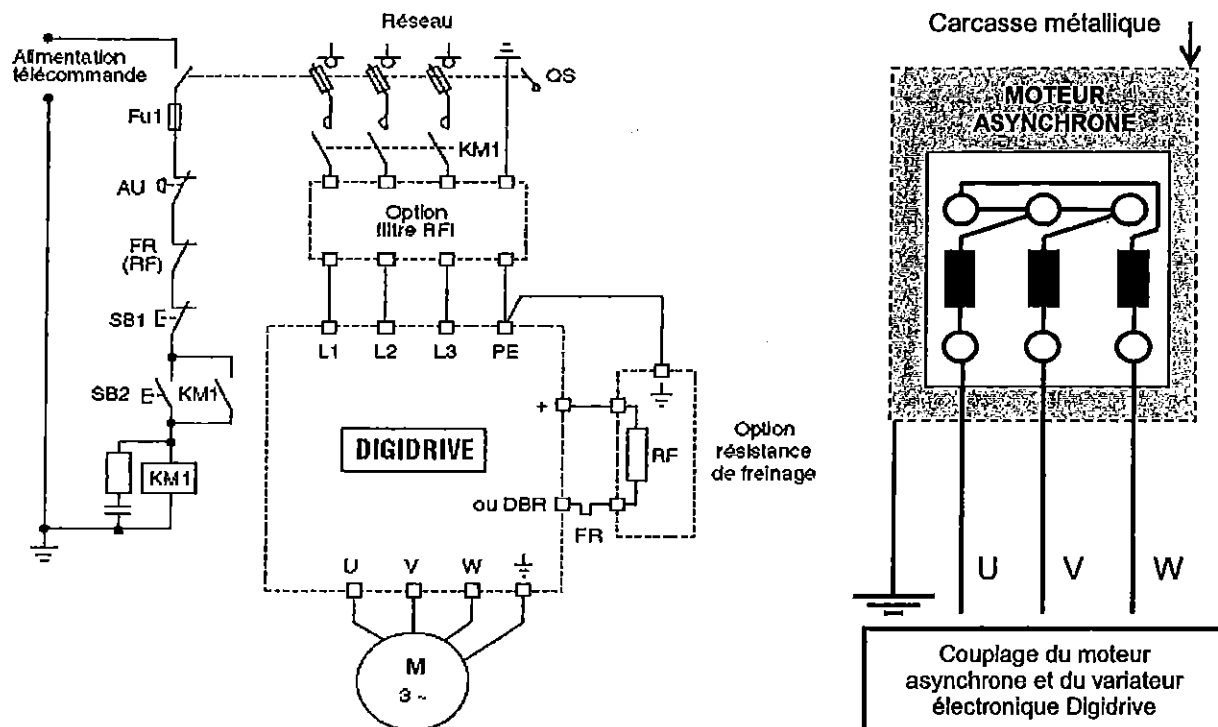 Réseau
Alimentation
télécommande
QS
Fu1
KM1
AU
Option
filtre RFI
FR
(RF)
SB1
L1 L2 L3 PE
SB2
KM1
+
DIGIDRIVE
RF
Option
résistance
de freinage
KM1
ou DBR
FR
U V W
M
3 ~
Carcasse métallique
MOTEUR
ASYNCHRONE
U V W
Couplage du moteur
asynchrone et du variateur
électronique Digidrive